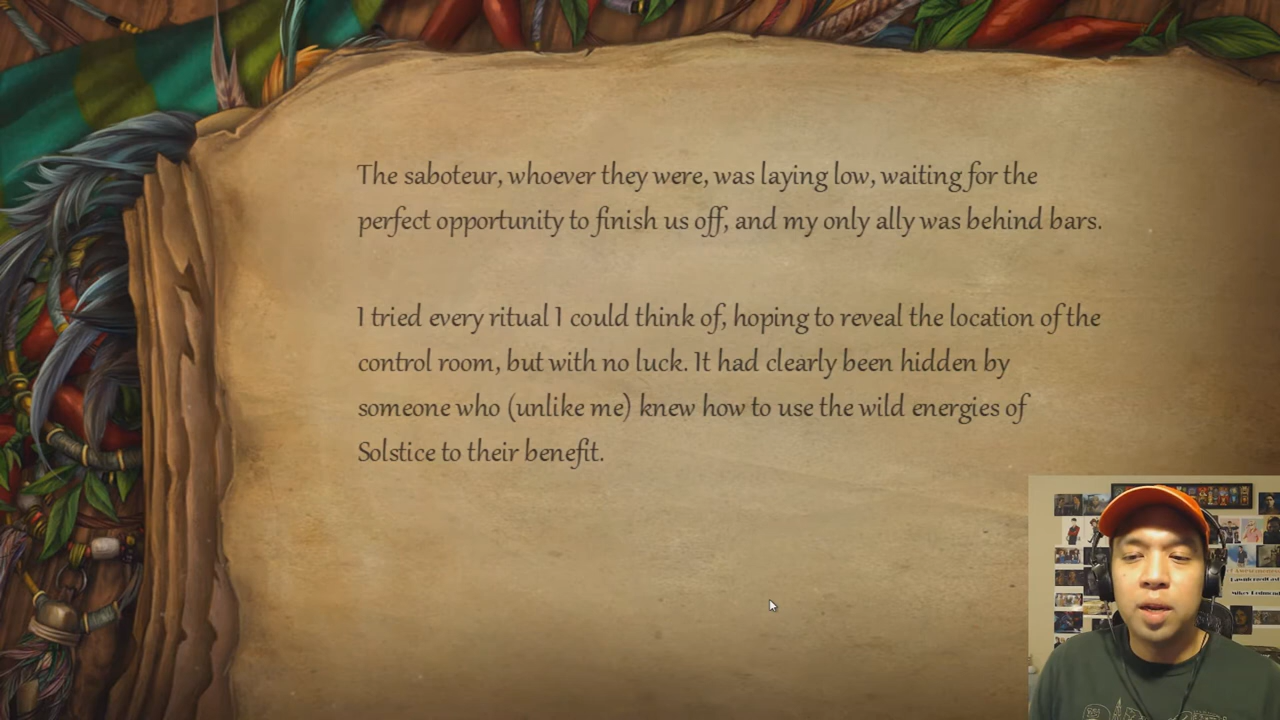 The saboteur, whoever they were, was laying low, waiting for the
perfect opportunity to finish us off, and my only ally was behind bars.
I tried every ritual I could think of, hoping to reveal the location of the
control room, but with no luck. It had clearly been hidden by
someone who (unlike me) knew how to use the wild energies of
Solstice to their benefit.